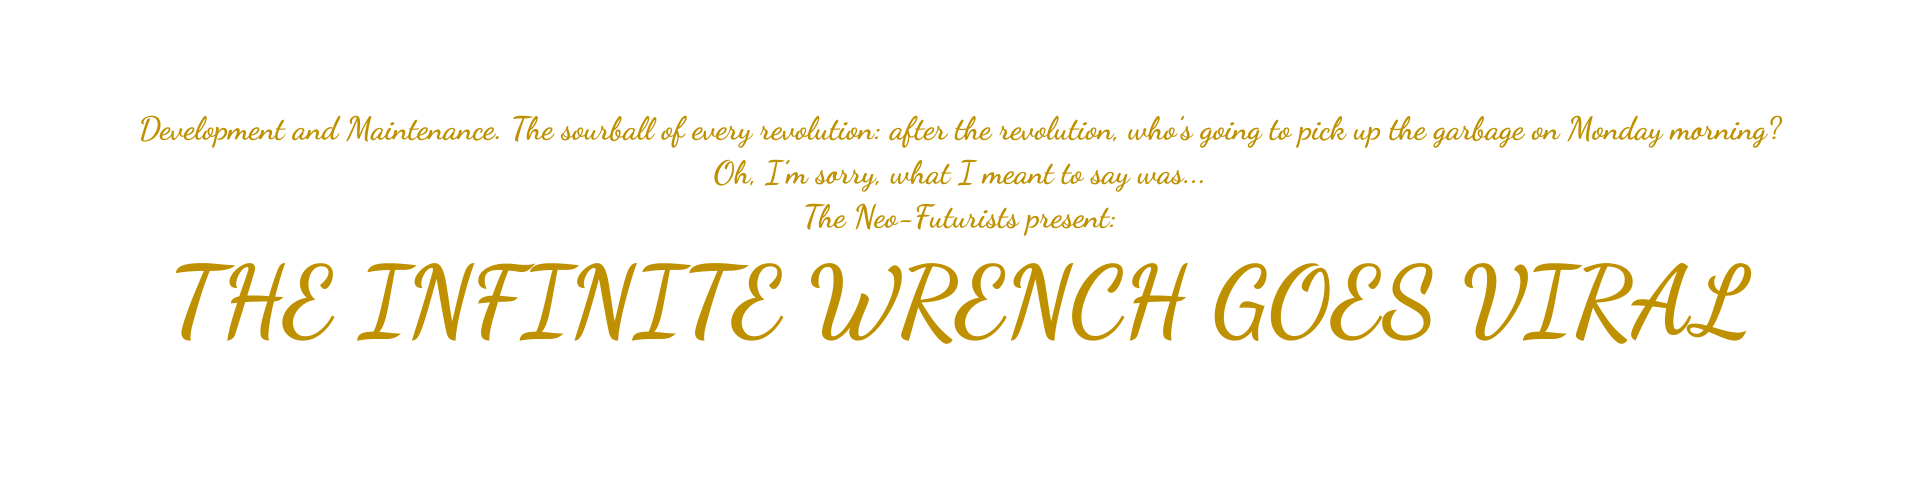 Development and Maintenance. The sourball of every revolution: after the revolution, who's going to pick up the garbage on Monday morning?
Oh, I'm sorry, what I meant to say was...
The Neo-Futurists present:
THE INFINITE WRENCH GOES VIRAL